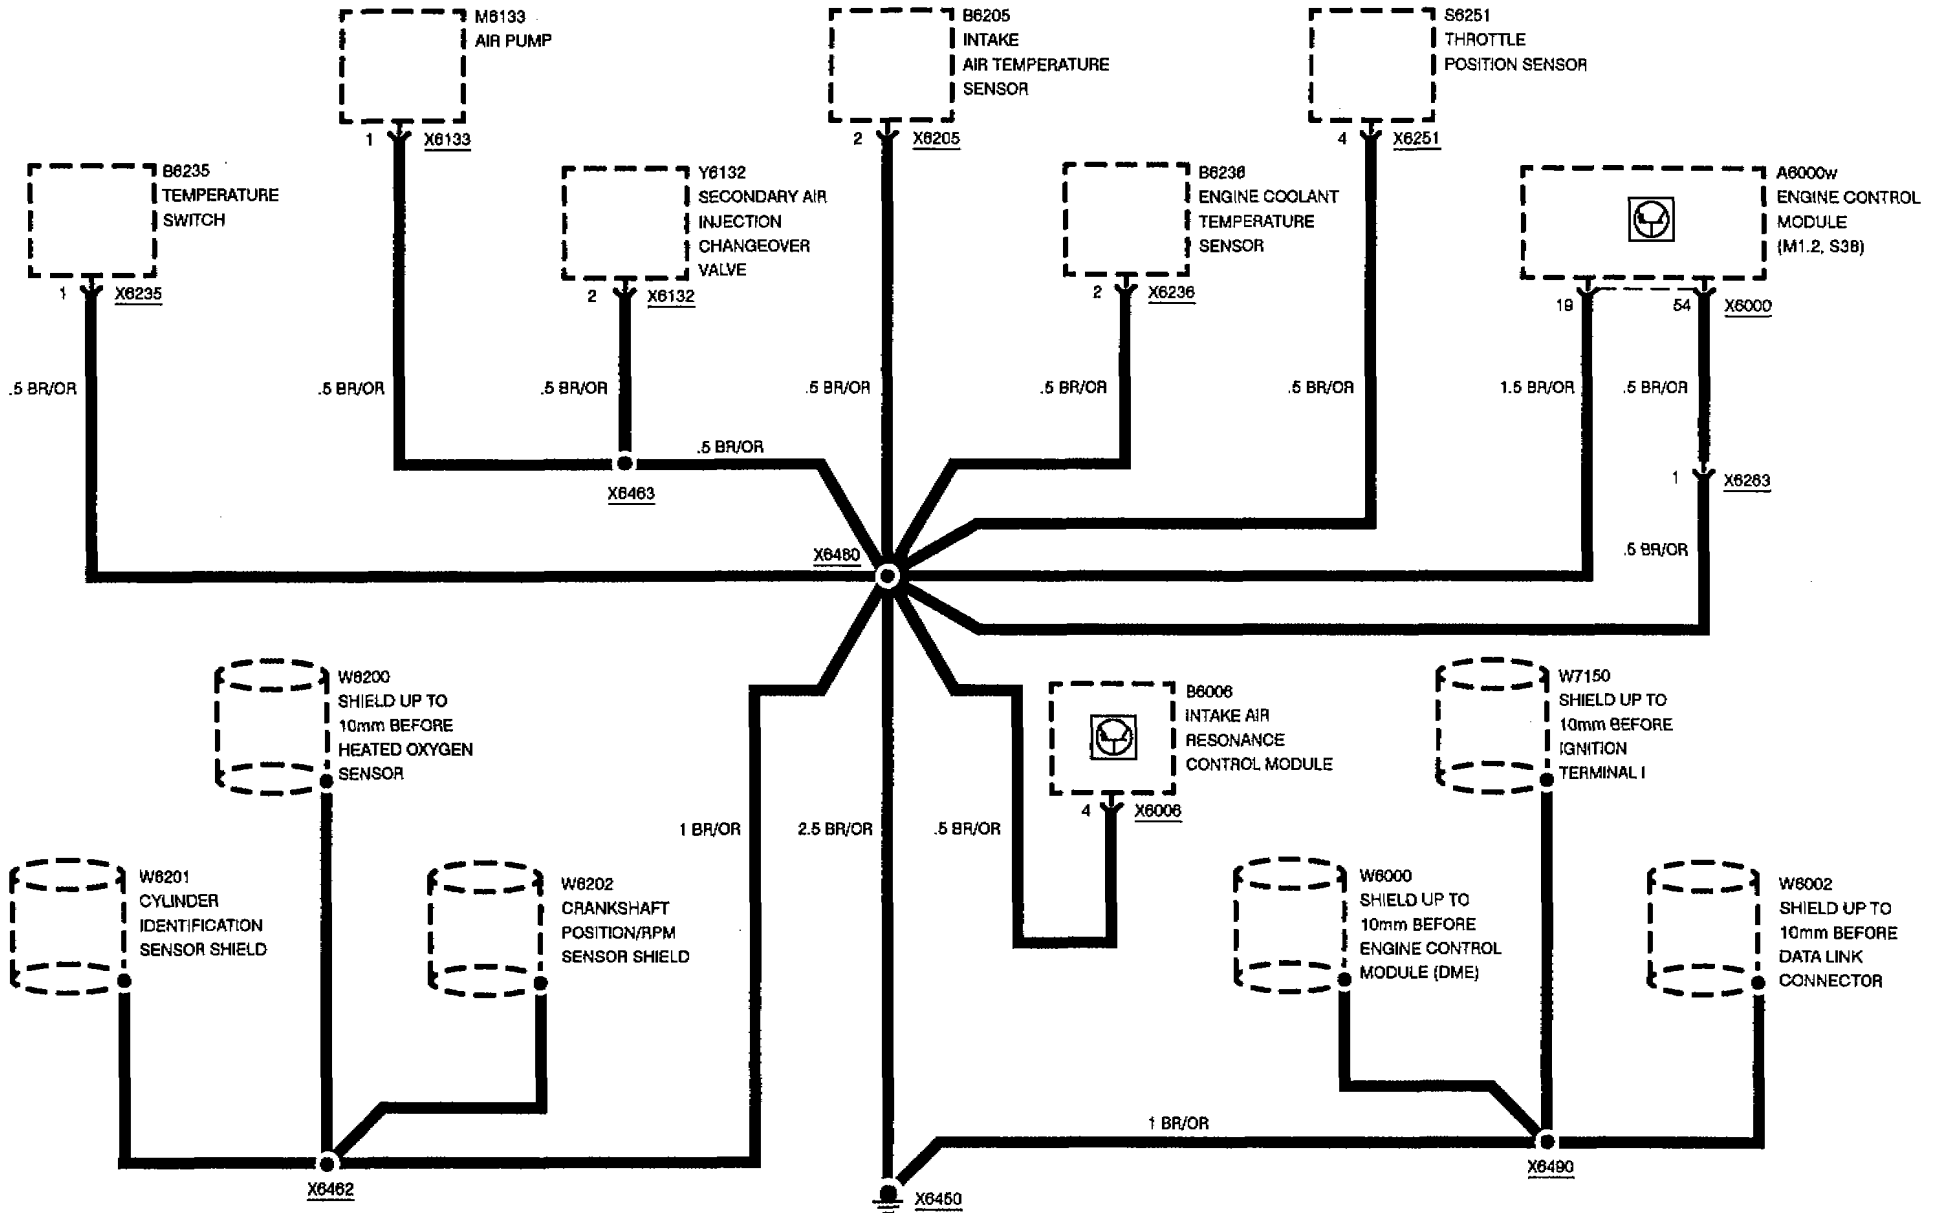 M6133
AIR PUMP
1
X6133
B6205
INTAKE
AIR TEMPERATURE
SENSOR
2
X6205
S6251
THROTTLE
POSITION SENSOR
4
X6251
B6235
TEMPERATURE
SWITCH
1
X6235
Y6132
SECONDARY AIR
INJECTION
CHANGEOVER
VALVE
2
X6132
B6236
ENGINE COOLANT
TEMPERATURE
SENSOR
2
X6236
A6000w
ENGINE CONTROL
MODULE
(M1.2, S38)
19
54
X6000
.5 BR/OR
.5 BR/OR
.5 BR/OR
.5 BR/OR
.5 BR/OR
.5 BR/OR
1.5 BR/OR
.5 BR/OR
.5 BR/OR
X6463
1
X6263
.5 BR/OR
X6460
W6200
SHIELD UP TO
10mm BEFORE
HEATED OXYGEN
SENSOR
B6006
INTAKE AIR
RESONANCE
CONTROL MODULE
4
X6006
W7150
SHIELD UP TO
10mm BEFORE
IGNITION
TERMINAL I
1 BR/OR
2.5 BR/OR
.5 BR/OR
W6201
CYLINDER
IDENTIFICATION
SENSOR SHIELD
W6202
CRANKSHAFT
POSITION/RPM
SENSOR SHIELD
W6000
SHIELD UP TO
10mm BEFORE
ENGINE CONTROL
MODULE (DME)
W6002
SHIELD UP TO
10mm BEFORE
DATA LINK
CONNECTOR
1 BR/OR
X6462
X6450
X6490